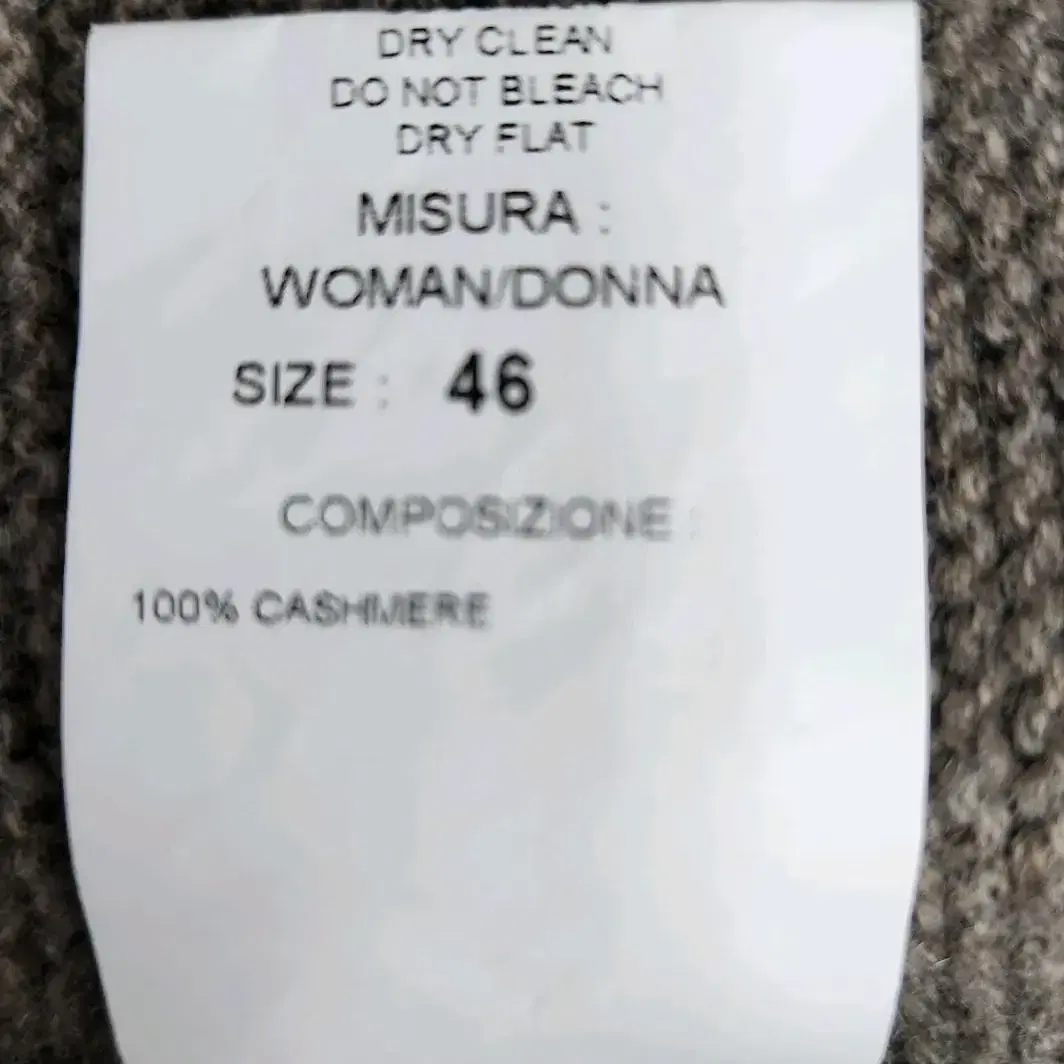 DRY CLEAN
DO NOT BLEACH
DRY FLAT
MISURA :
WOMAN/DONNA
SIZE : 46
COMPOSIZIONE :
100% CASHMERE